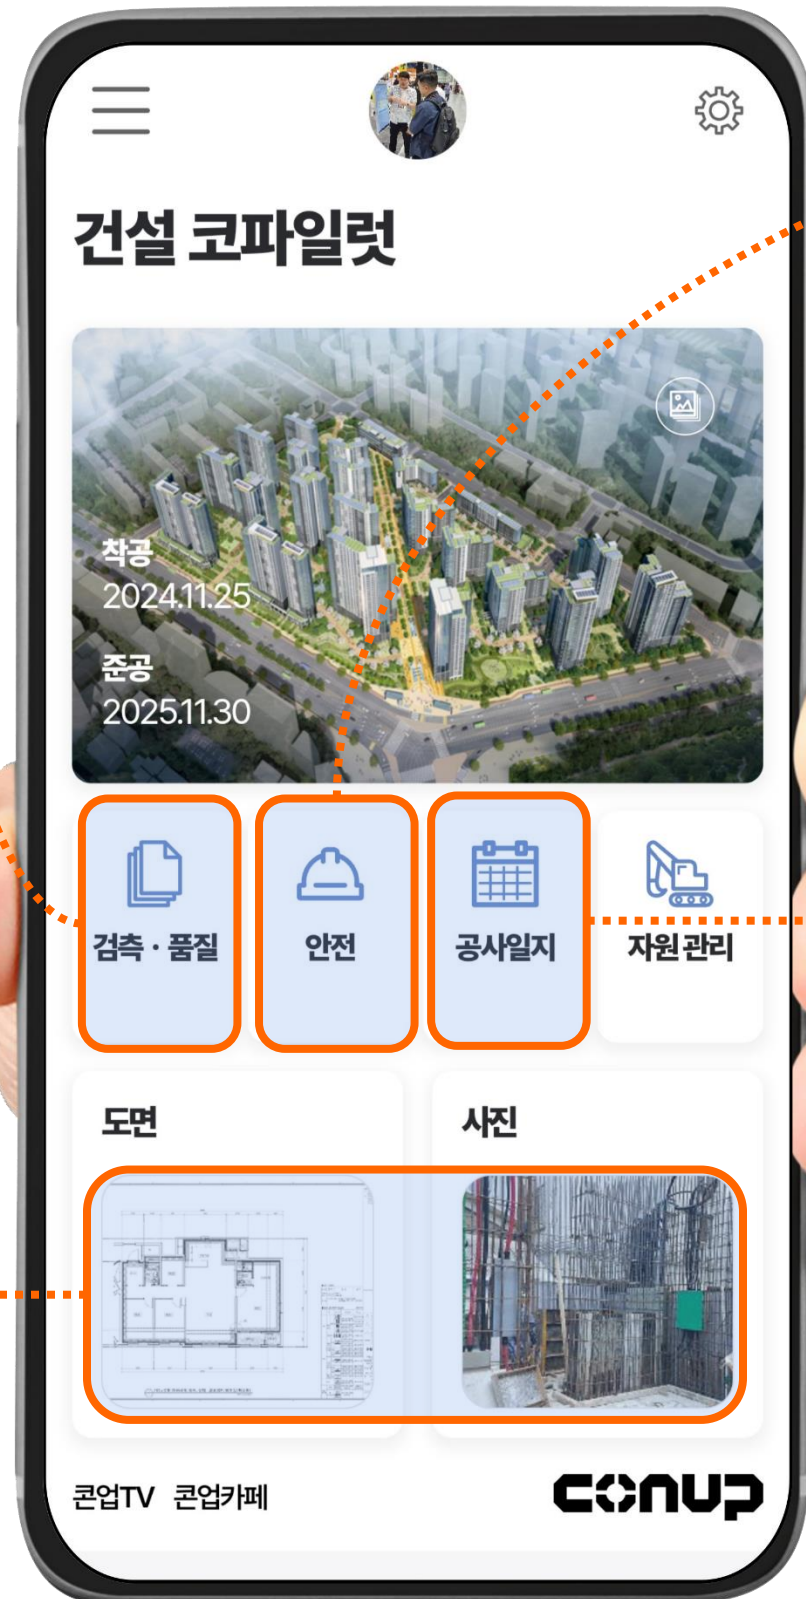 건설 코파일럿
착공
2024.11.25
준공
2025.11.30
검측 · 품질
안전
공사일지
자원 관리
도면
사진
콘업TV 콘업카페
conup